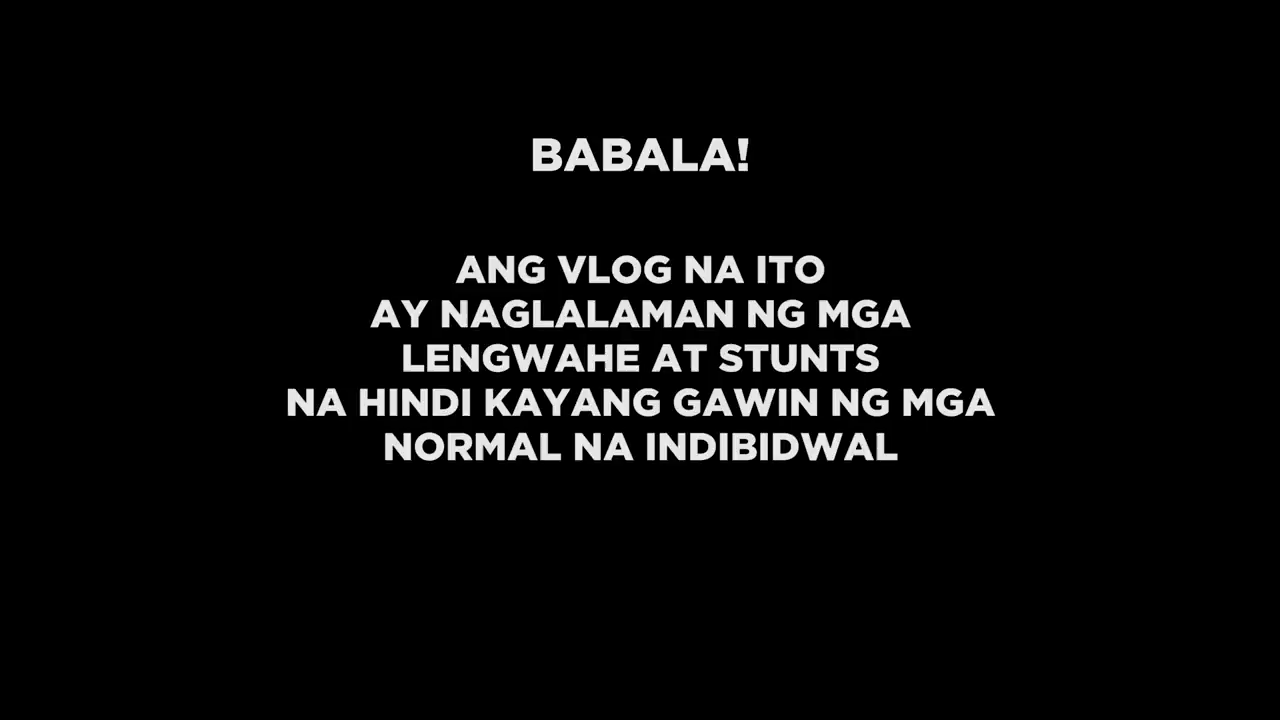 BABALA!
ANG VLOG NA ITO
AY NAGLALAMAN NG MGA
LENGWAHE AT STUNTS
NA HINDI KAYANG GAWIN NG MGA
NORMAL NA INDIBIDWAL